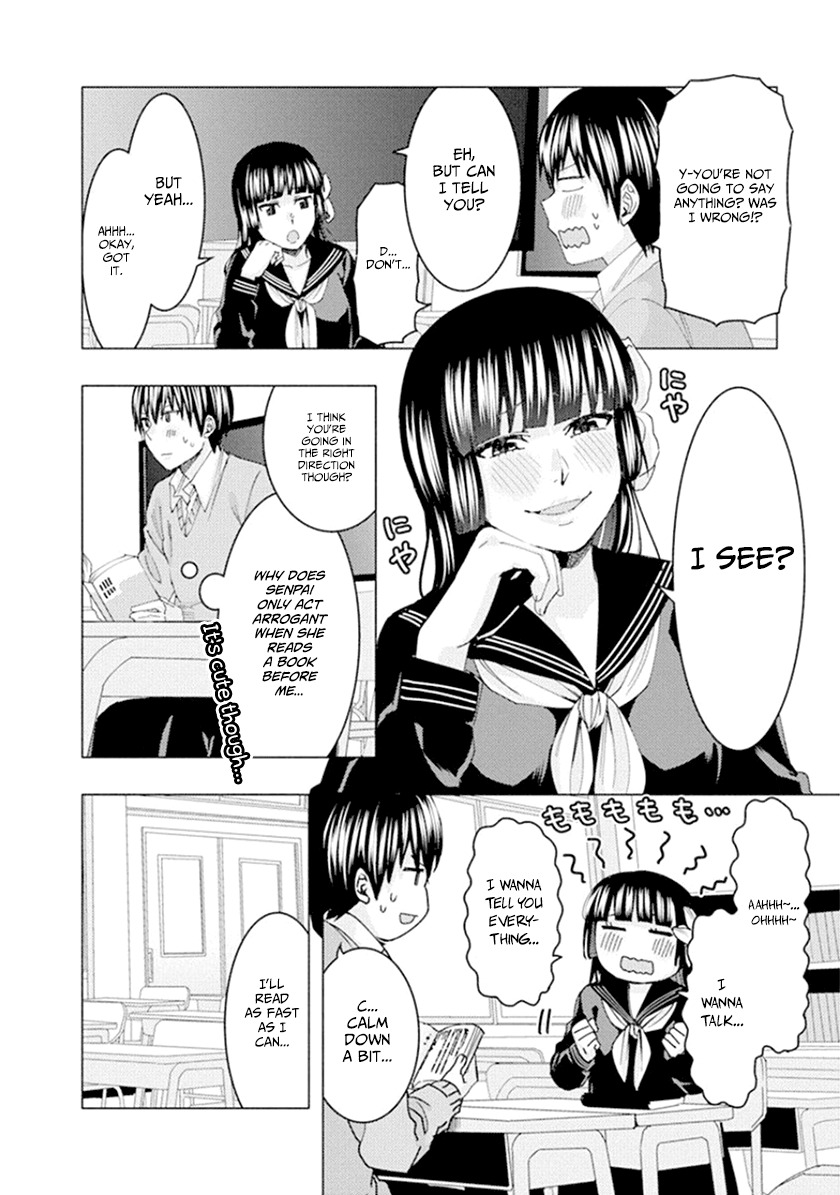 Y-YOU'RE NOT
GOING TO SAY
ANYTHING? WAS
I WRONG!?
EH,
BUT CAN
I TELL
YOU?
D...
DON'T...
BUT
YEAH...
AHHH...
OKAY,
GOT
IT.
にや
I SEE?
にや
I THINK
YOU'RE
GOING IN
THE RIGHT
DIRECTION
THOUGH?
WHY DOES
SENPAI
ONLY ACT
ARROGANT
WHEN SHE
READS
A BOOK
BEFORE
ME...
It's cute though...
もももももも...
AAHHH~...
OHHHH~
I
WANNA
TALK...
I WANNA
TELL YOU
EVERY-
THING...
C...
CALM
DOWN
A BIT...
I'LL
READ
AS FAST
AS I
CAN...